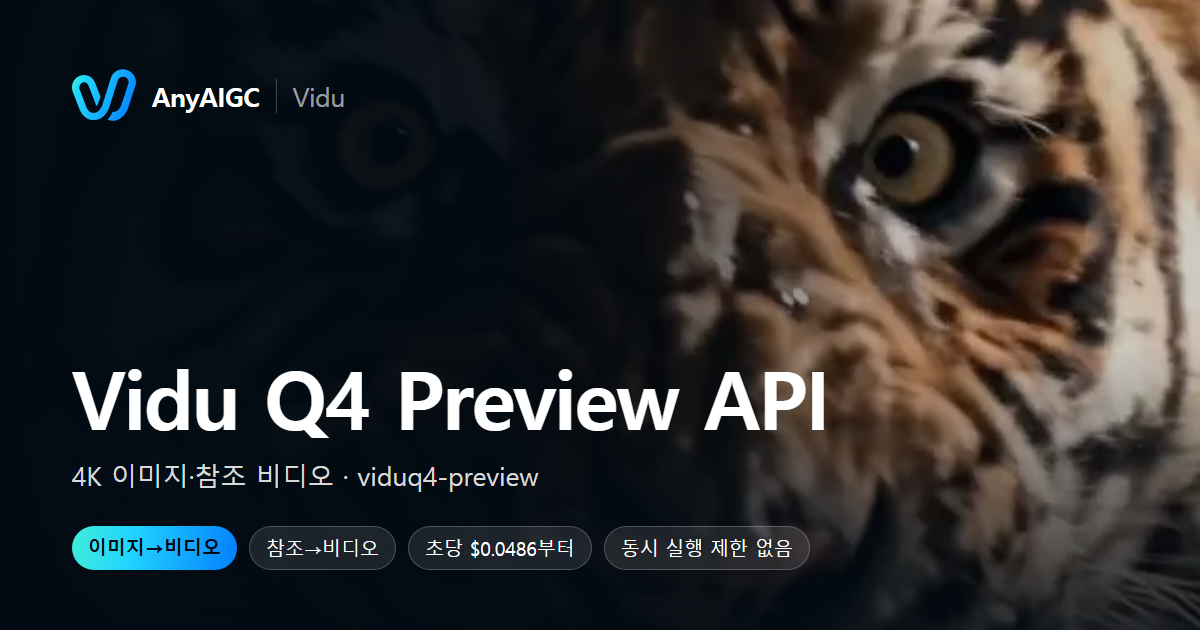 AnyAIGC | Vidu
Vidu Q4 Preview API
4K 이미지·참조 비디오 · viduq4-preview
이미지→비디오 참조→비디오 초당 $0.0486부터 동시 실행 제한 없음